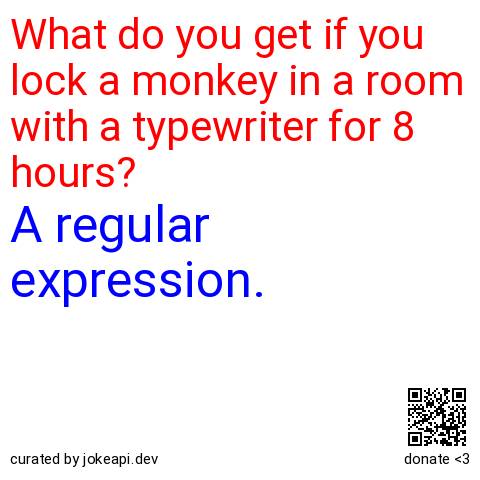 What do you get if you
lock a monkey in a room
with a typewriter for 8
hours?
A regular
expression.
curated by jokeapi.dev
donate <3